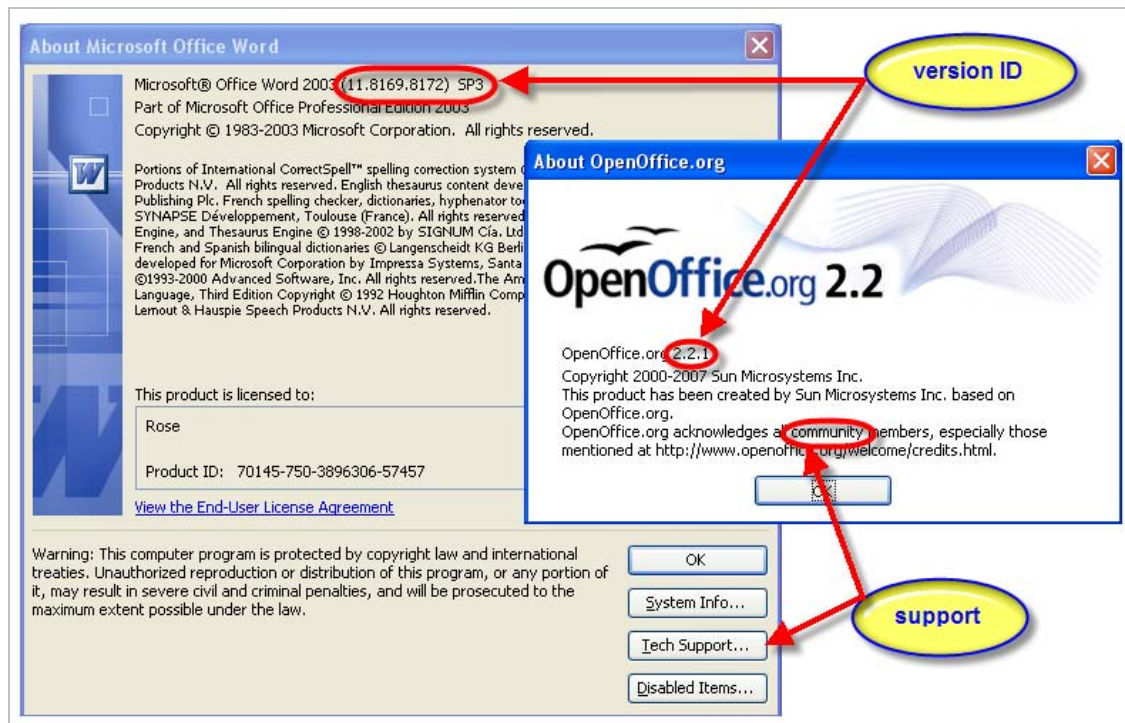 About Microsoft Office Word
Microsoft® Office Word 2003 (11.8169.8172) SP3
Part of Microsoft Office Professional Edition 2003
Copyright © 1983-2003 Microsoft Corporation. All rights reserved.
Portions of International CorrectSpell™ spelling correction system
Products N.V. All rights reserved. English thesaurus content deve
Publishing Plc. French spelling checker, dictionaries, hyphenator to
SYNAPSE Développement, Toulouse (France). All rights reserved
Engine, and Thesaurus Engine © 1998-2002 by SIGNUM Cía. Ltd
French and Spanish bilingual dictionaries © Langenscheidt KG Berli
developed for Microsoft Corporation by Impressa Systems, Santa
©1993-2000 Advanced Software, Inc. All rights reserved.The Am
Language, Third Edition Copyright © 1992 Houghton Mifflin Comp
Lernout & Hauspie Speech Products N.V. All rights reserved.
This product is licensed to:
Rose
Product ID: 70145-750-3896306-57457
View the End-User License Agreement
Warning: This computer program is protected by copyright law and international
treaties. Unauthorized reproduction or distribution of this program, or any portion of
it, may result in severe civil and criminal penalties, and will be prosecuted to the
maximum extent possible under the law.
OK
System Info...
Tech Support...
Disabled Items...
About OpenOffice.org
OpenOffice.org 2.2
OpenOffice.org 2.2.1
Copyright 2000-2007 Sun Microsystems Inc.
This product has been created by Sun Microsystems Inc. based on
OpenOffice.org.
OpenOffice.org acknowledges all community members, especially those
mentioned at http://www.openoffice.org/welcome/credits.html.
OK
version ID
support